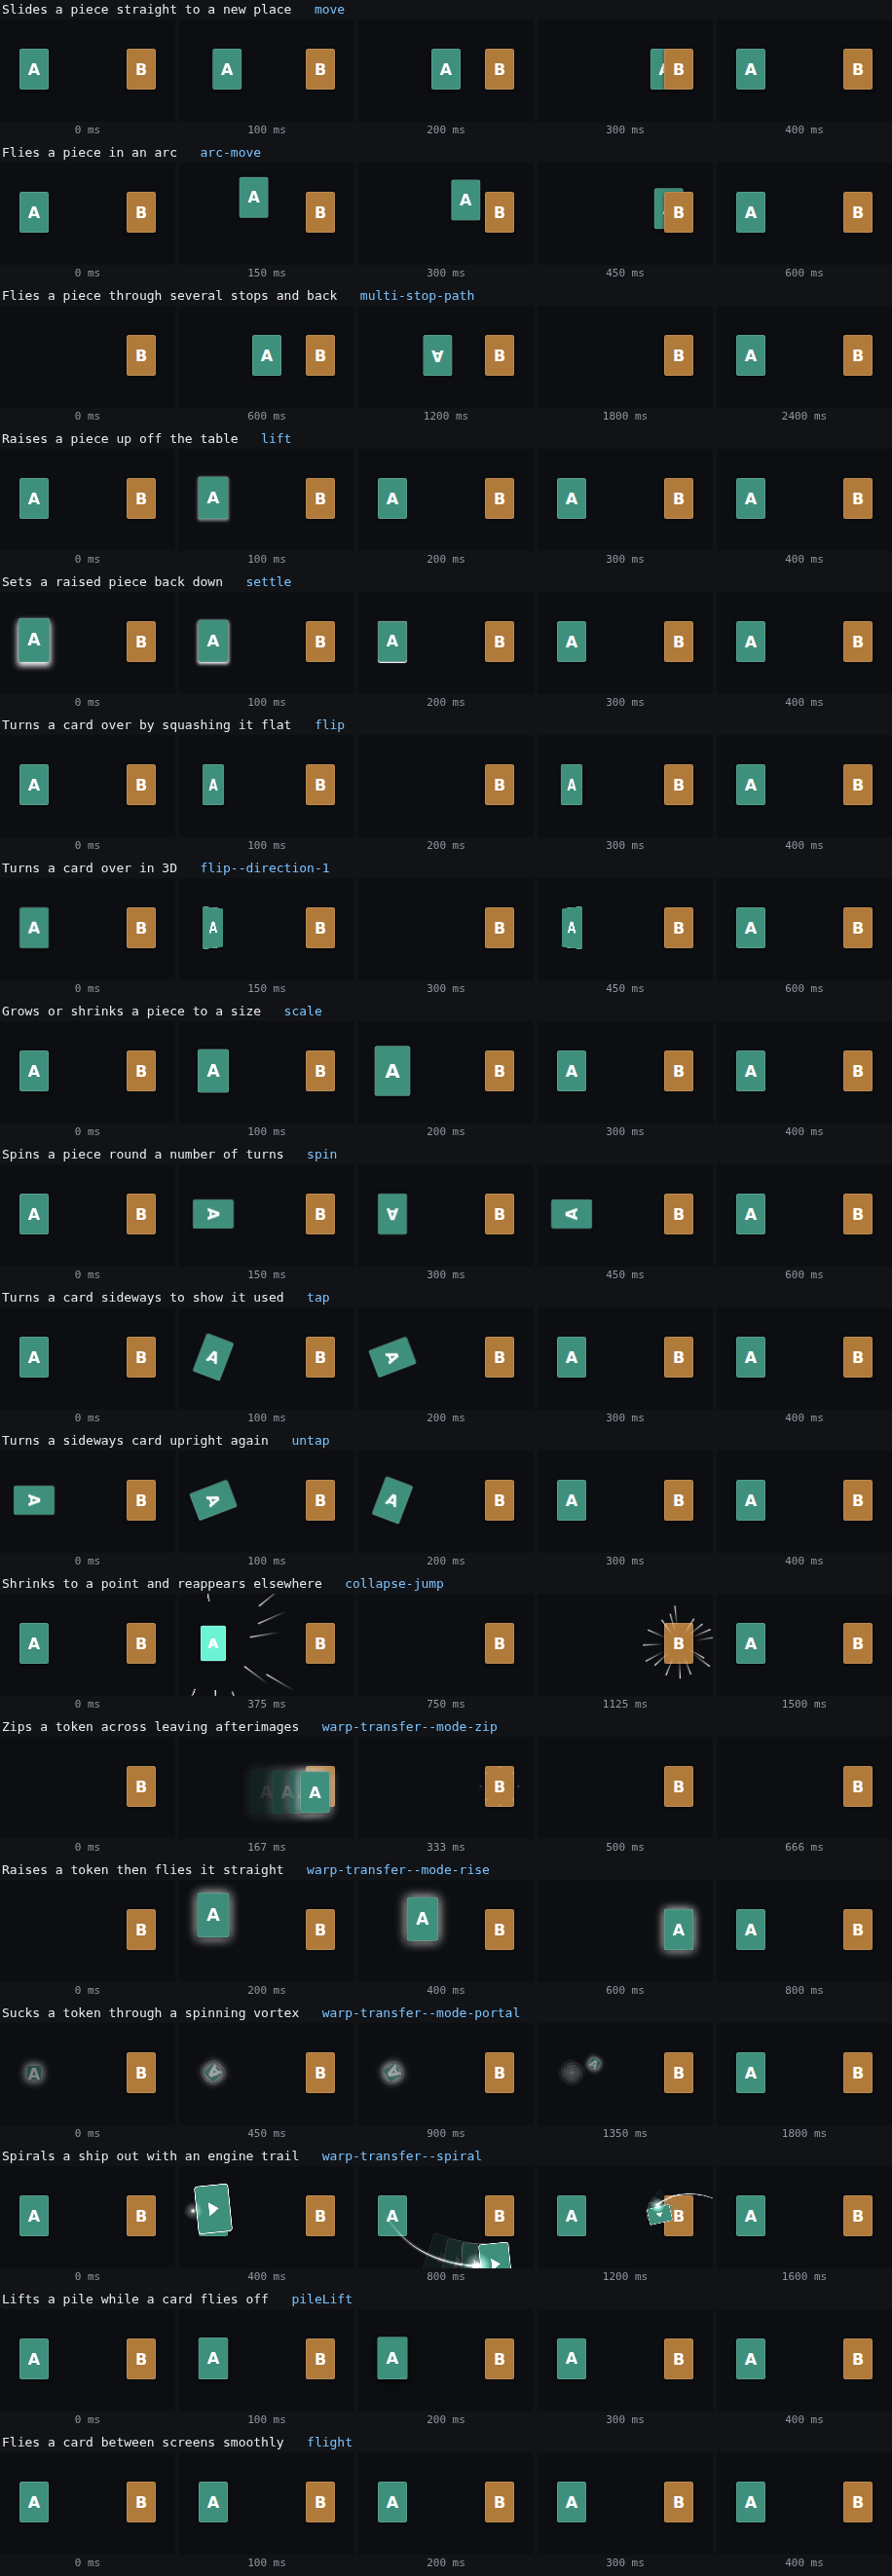 Slides a piece straight to a new place move
A B A B A B A B A B
0 ms 100 ms 200 ms 300 ms 400 ms
Flies a piece in an arc arc-move
A B A B A B B A B
0 ms 150 ms 300 ms 450 ms 600 ms
Flies a piece through several stops and back multi-stop-path
B A B A B B A B
0 ms 600 ms 1200 ms 1800 ms 2400 ms
Raises a piece up off the table lift
A B A B A B A B A B
0 ms 100 ms 200 ms 300 ms 400 ms
Sets a raised piece back down settle
A B A B A B A B A B
0 ms 100 ms 200 ms 300 ms 400 ms
Turns a card over by squashing it flat flip
A B A B B A B A B
0 ms 100 ms 200 ms 300 ms 400 ms
Turns a card over in 3D flip--direction-1
A B A B B A B A B
0 ms 150 ms 300 ms 450 ms 600 ms
Grows or shrinks a piece to a size scale
A B A B A B A B A B
0 ms 100 ms 200 ms 300 ms 400 ms
Spins a piece round a number of turns spin
A B A B A B A B A B
0 ms 150 ms 300 ms 450 ms 600 ms
Turns a card sideways to show it used tap
A B A B A B A B A B
0 ms 100 ms 200 ms 300 ms 400 ms
Turns a sideways card upright again untap
A B A B A B A B A B
0 ms 100 ms 200 ms 300 ms 400 ms
Shrinks to a point and reappears elsewhere collapse-jump
A B A B B B A B
0 ms 375 ms 750 ms 1125 ms 1500 ms
Zips a token across leaving afterimages warp-transfer--mode-zip
B A A A B B B
0 ms 167 ms 333 ms 500 ms 666 ms
Raises a token then flies it straight warp-transfer--mode-rise
B A B A B A A B
0 ms 200 ms 400 ms 600 ms 800 ms
Sucks a token through a spinning vortex warp-transfer--mode-portal
A B A B A B A B A B
0 ms 450 ms 900 ms 1350 ms 1800 ms
Spirals a ship out with an engine trail warp-transfer--spiral
A B B A B A B A B
0 ms 400 ms 800 ms 1200 ms 1600 ms
Lifts a pile while a card flies off pileLift
A B A B A B A B A B
0 ms 100 ms 200 ms 300 ms 400 ms
Flies a card between screens smoothly flight
A B A B A B A B A B
0 ms 100 ms 200 ms 300 ms 400 ms